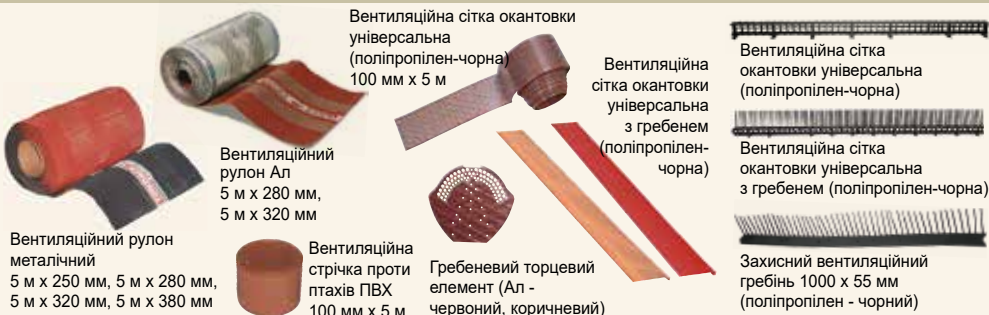 Вентиляційна сітка окантовки
універсальна
(поліпропілен-чорна)
100 мм х 5 м
Вентиляційний
рулон Ал
5 м х 280 мм,
5 м х 320 мм
Вентиляційний рулон
металічний
5 м х 250 мм, 5 м х 280 мм,
5 м х 320 мм, 5 м х 380 мм
Вентиляційна
стрічка проти
птахів ПВХ
100 мм х 5 м
Гребеневий торцевий
елемент (Ал -
червоний, коричневий)
Вентиляційна
сітка окантовки
універсальна
з гребенем
(поліпропілен-
чорна)
Вентиляційна сітка
окантовки універсальна
(поліпропілен-чорна)
Вентиляційна сітка
окантовки універсальна
з гребенем (поліпропілен-чорна)
Захисний вентиляційний
гребінь 1000 х 55 мм
(поліпропілен - чорний)